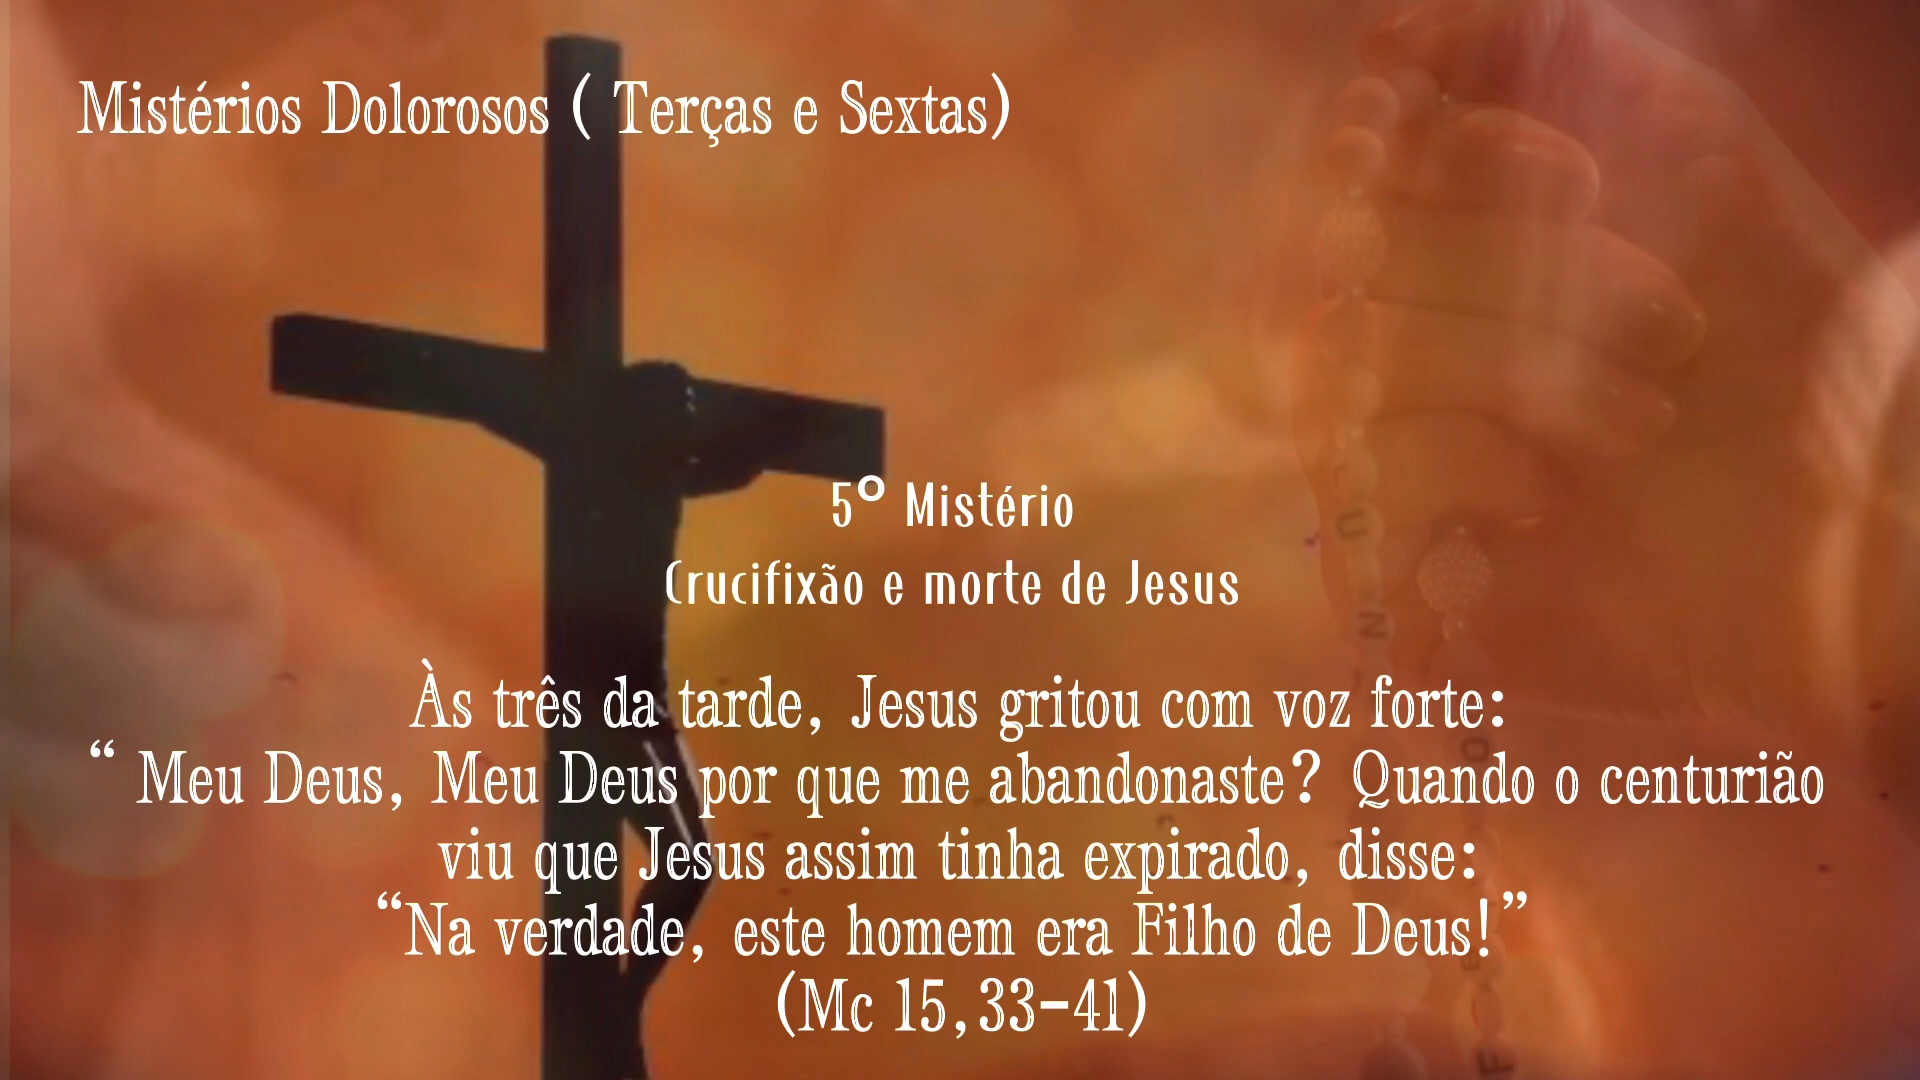 Mistérios Dolorosos ( Terças e Sextas)
5º Mistério
Crucifixão e morte de Jesus
Às três da tarde, Jesus gritou com voz forte:
“ Meu Deus, Meu Deus por que me abandonaste? Quando o centurião
viu que Jesus assim tinha expirado, disse:
“Na verdade, este homem era Filho de Deus!”
(Mc 15,33-41)